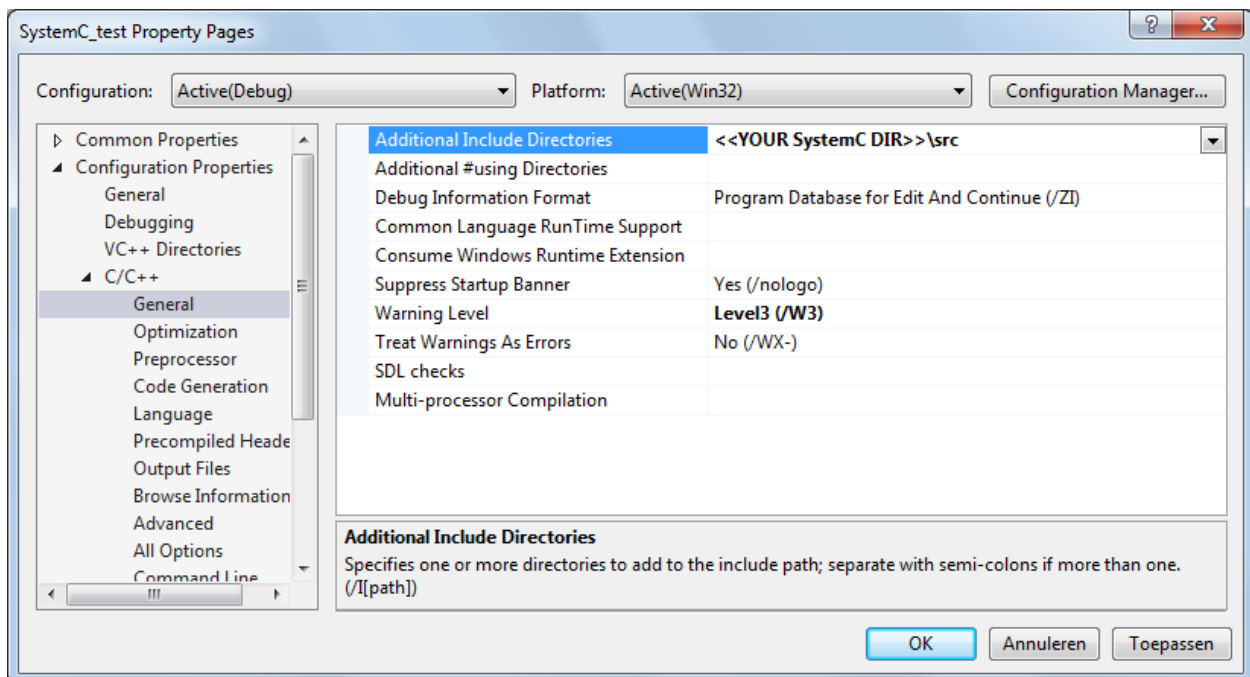 SystemC_test Property Pages
Configuration: Active(Debug) Platform: Active(Win32) Configuration Manager...
Common Properties
Configuration Properties
General
Debugging
VC++ Directories
C/C++
General
Optimization
Preprocessor
Code Generation
Language
Precompiled Heade
Output Files
Browse Information
Advanced
All Options
Command Line
Additional Include Directories <<YOUR SystemC DIR>>\src
Additional #using Directories
Debug Information Format Program Database for Edit And Continue (/ZI)
Common Language RunTime Support
Consume Windows Runtime Extension
Suppress Startup Banner Yes (/nologo)
Warning Level Level3 (/W3)
Treat Warnings As Errors No (/WX-)
SDL checks
Multi-processor Compilation
Additional Include Directories
Specifies one or more directories to add to the include path; separate with semi-colons if more than one.
(/I[path])
OK Annuleren Toepassen